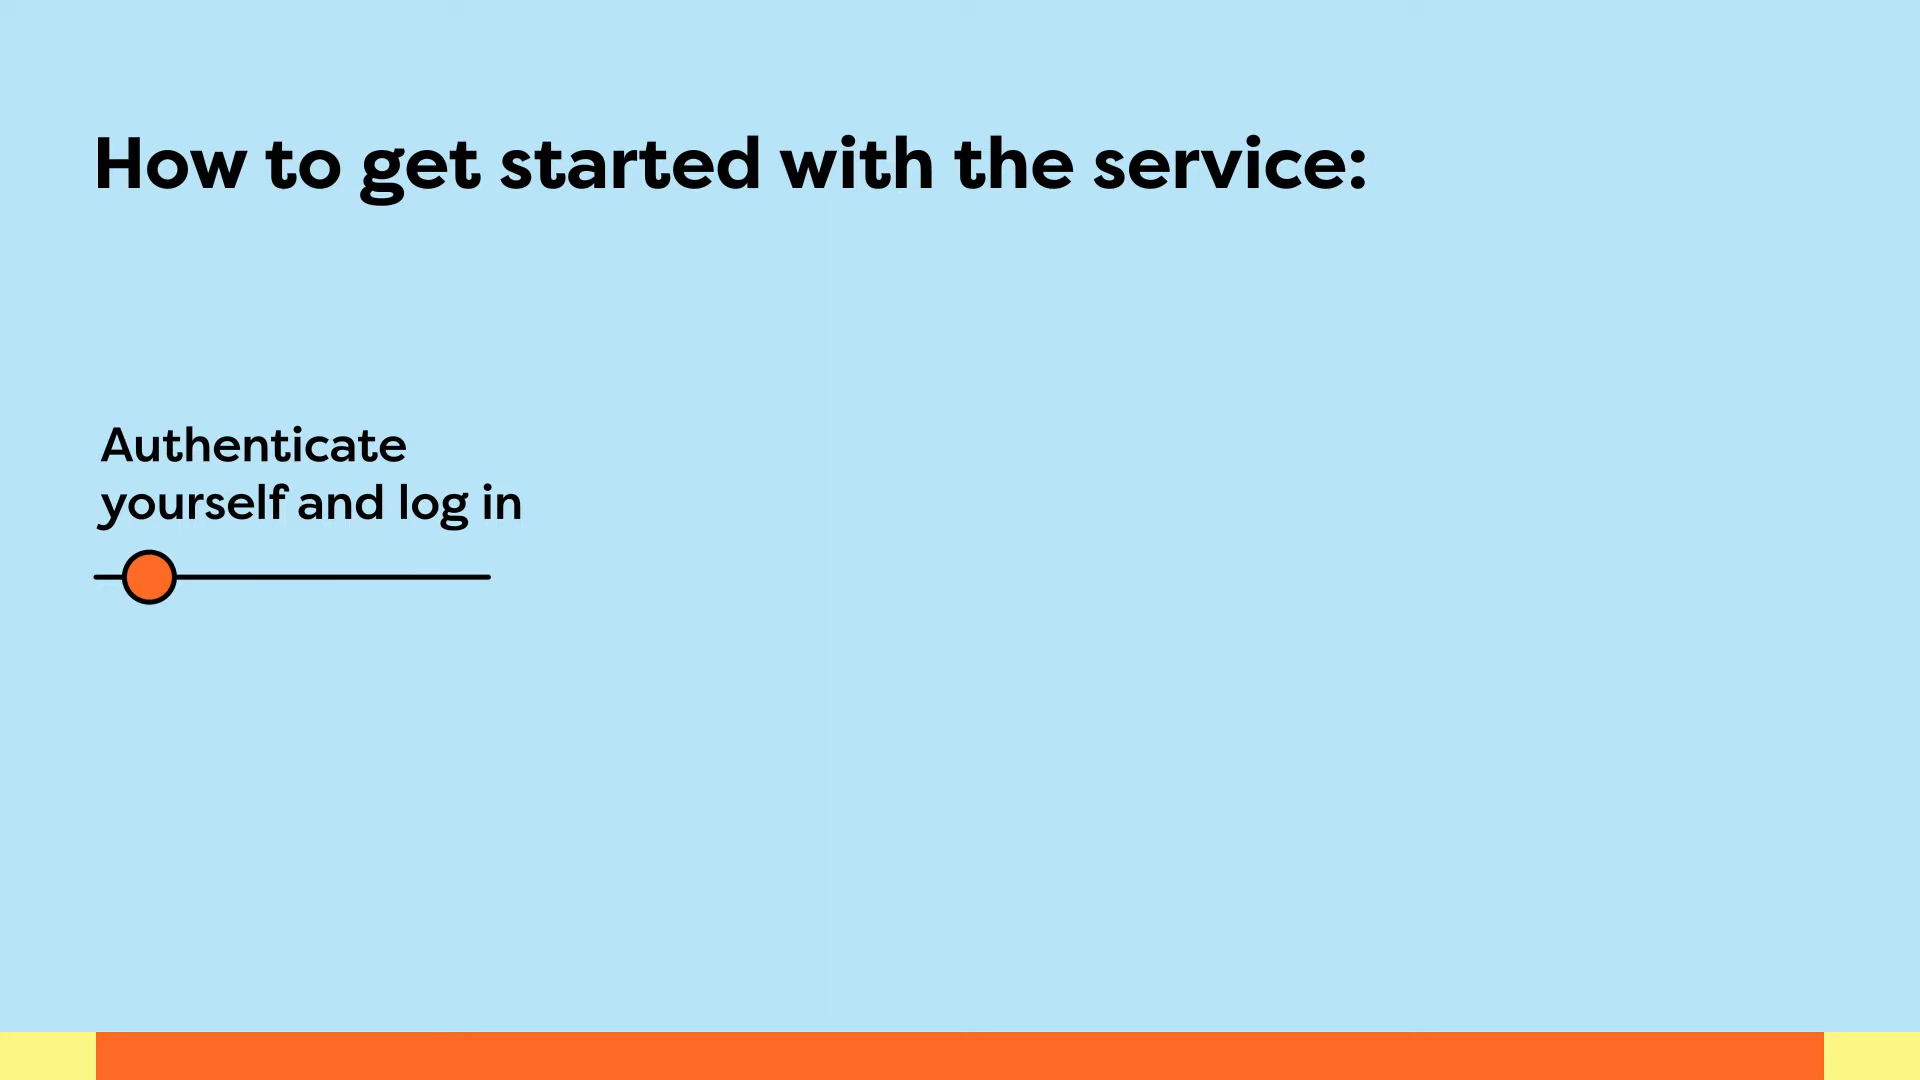 How to get started with the service:
Authenticate
yourself and log in